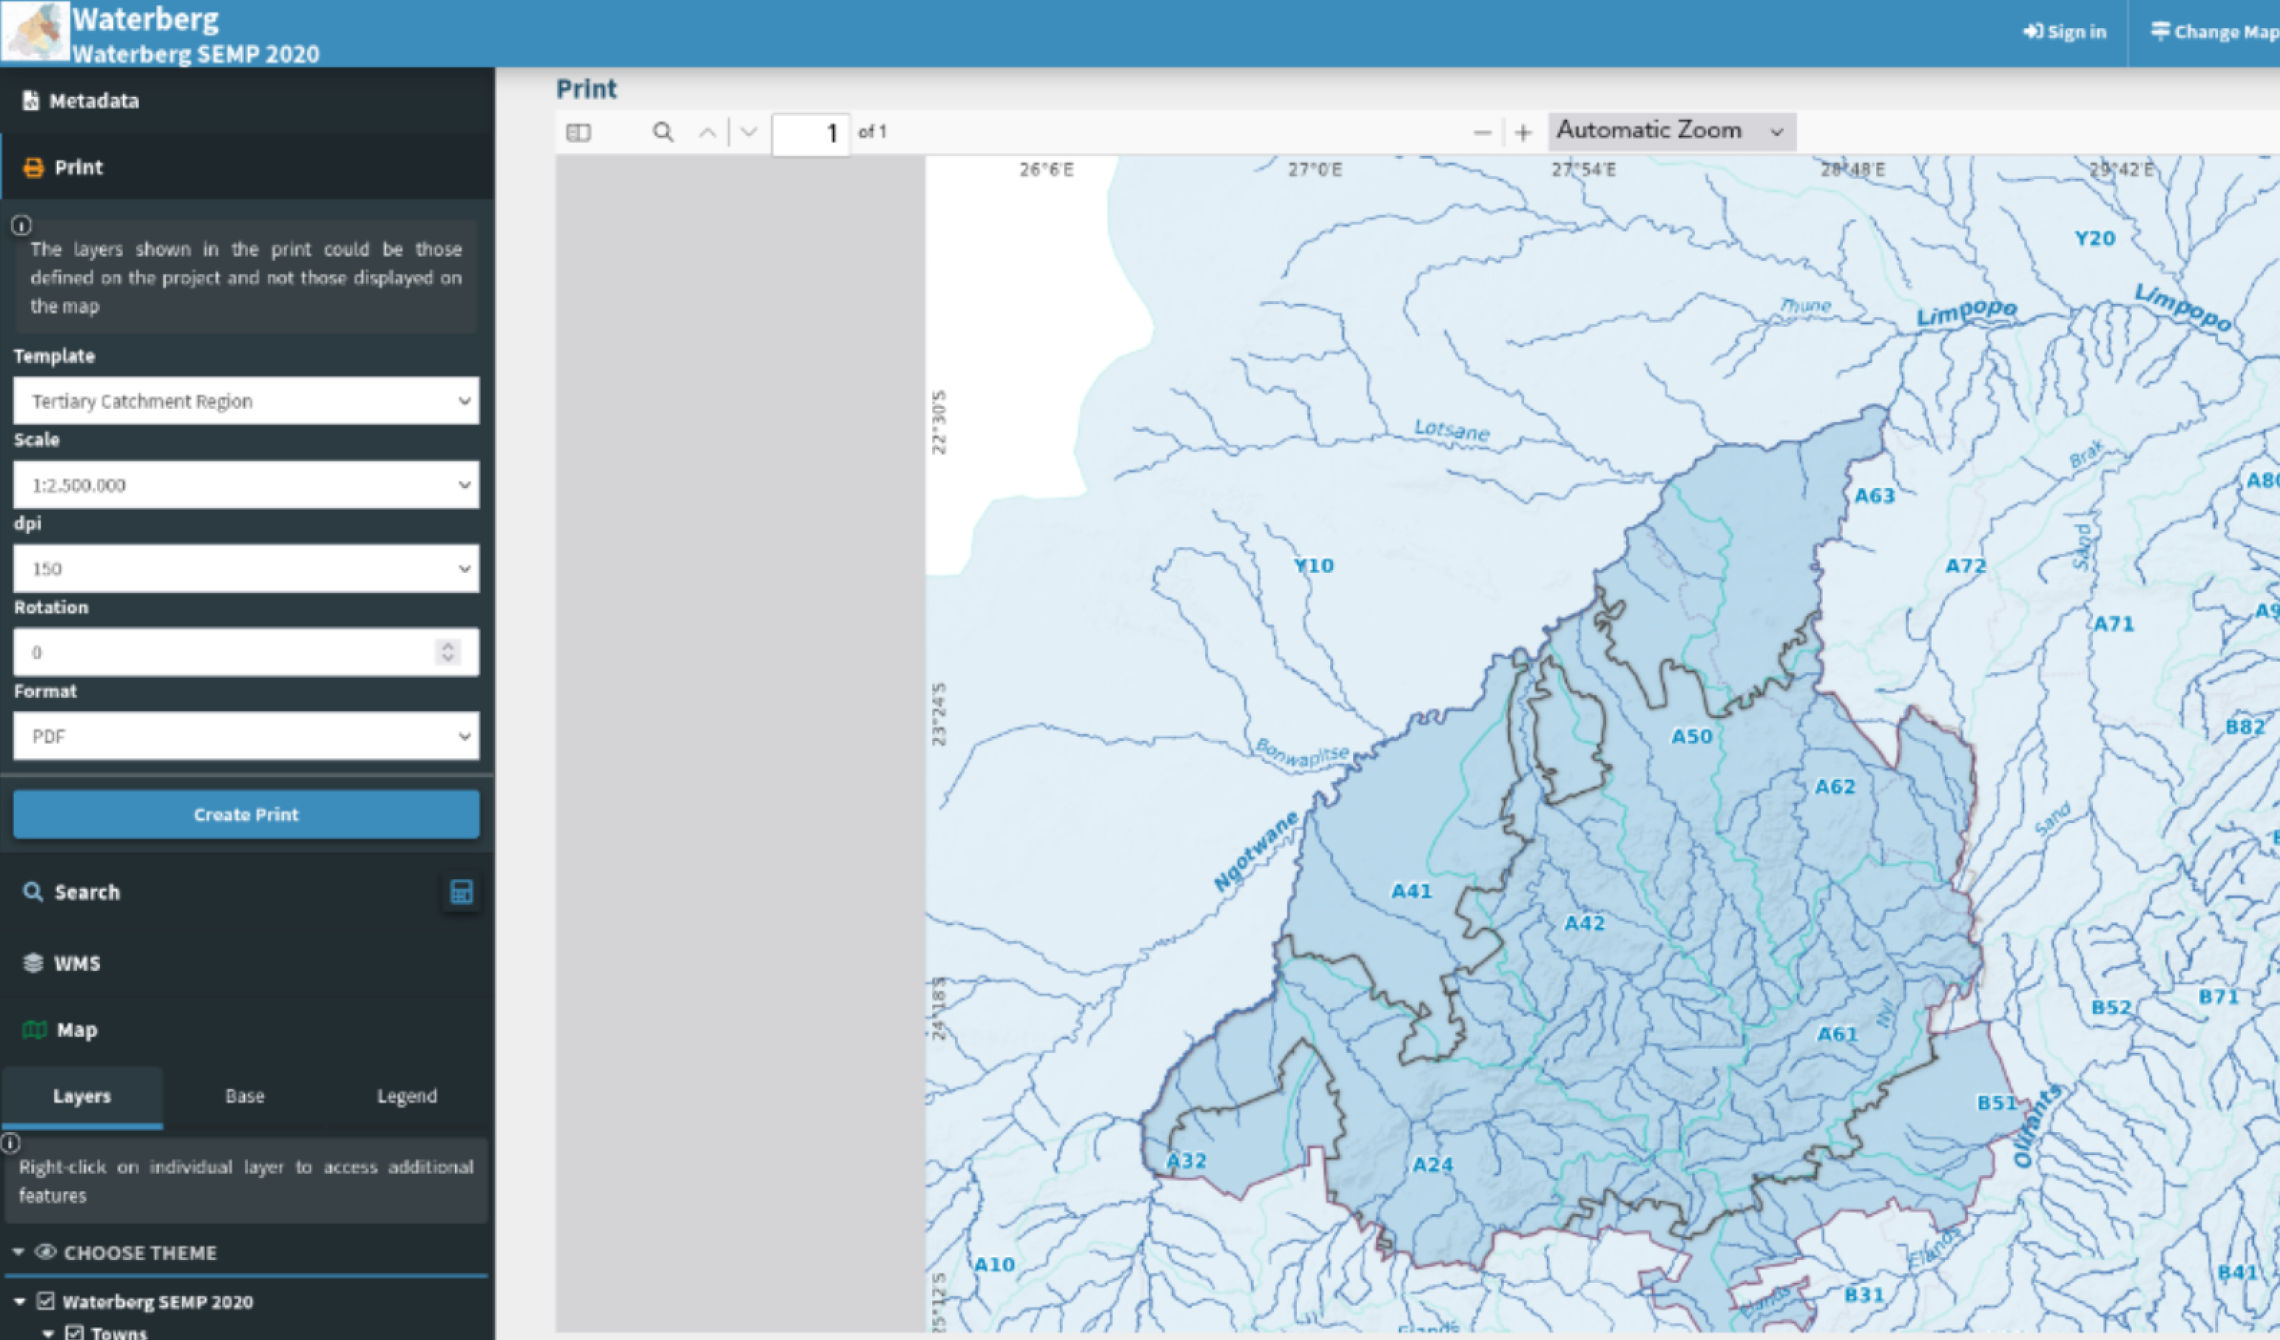 Waterberg
Waterberg SEMP 2020
Sign in
Change Map
Metadata
Print
The layers shown in the print could be those
defined on the project and not those displayed on
the map
Template
Tertiary Catchment Region
Scale
1:2.500.000
dpi
150
Rotation
0
Format
PDF
Create Print
Search
WMS
Map
Layers
Base
Legend
Right-click on individual layer to access additional
features
CHOOSE THEME
Waterberg SEMP 2020
Towns
Print
1 of 1
Automatic Zoom
26°6'E
27°0'E
27°54'E
28°48'E
29°42'E
22°30'S
23°24'S
24°18'S
Y20
Thune
Limpopo
Limpopo
Lotsane
Brak
A63
Sand
Y10
A72
A71
A50
B82
Bonwapitse
A62
Ngotwane
Sand
A41
A42
Nyl
A61
B52
B71
B51
Olifants
A32
A24
A10
Elands
B31
B41
Elands